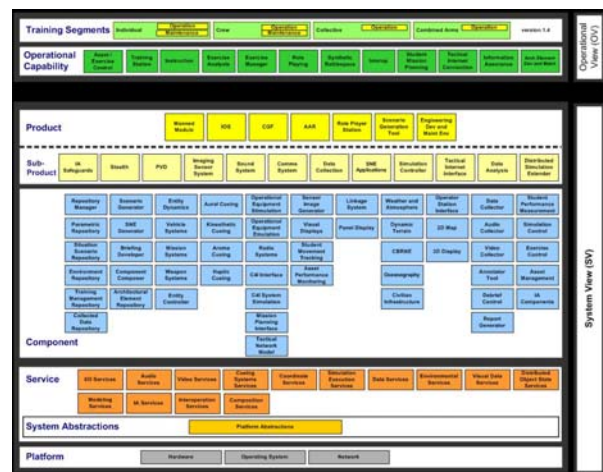 Training Segments
Individual
Operation
Maintenance
Crew
Operation
Maintenance
Collective
Operation
Combined Arms
Operation
version: 1.4
Operational Capability
Exercise Control
Training Station
Instruction
Exercise Analysis
Exercise Manager
Role Playing
Synthetic Battlespace
Interop
Student Mission Planning
Tactical Internet Connection
Information Assurance
Operational View (OV)
Product
Manned Module
IOS
CGF
AAR
Role Player Station
Scenario Generation Tool
Engineering Dev and Maint Env
Sub-Product
IA Safeguards
Stealth
PVD
Imaging Sensor System
Sound System
Comms System
Data Collection
SNE Applications
Simulation Controller
Tactical Internet Interface
Data Analysis
Distributed Simulation Extender
Repository Manager
Scenario Generator
Entity Dynamics
Aural Cueing
Operational Equipment Stimulation
Sensor Image Generator
Linkage System
Weather and Atmosphere
Operator Station Interface
Data Collector
Student Performance Measurement
Parametric Repository
SNE Generator
Vehicle Systems
Kinesthetic Cueing
Operational Equipment Emulation
Visual Displays
Panel Display
Dynamic Terrain
2D Map
Audio Collector
Simulation Control
Situation Scenario Repository
Briefing Developer
Mission Systems
Aroma Cueing
Radio Systems
Student Movement Tracking
CBRNE
3D Display
Video Collector
Exercise Control
Environment Repository
Component Composer
Weapon Systems
Haptic Cueing
C4I Interface
Asset Performance Monitoring
Oceanography
Annotator Tool
Asset Management
Training Management Repository
Architectural Element Repository
Entity Controller
C4I System Simulation
Civilian Infrastructure
Debrief Control
IA Components
Collected Data Repository
Mission Planning Interface
Report Generator
Tactical Network Model
Component
System View (SV)
Service
I/O Services
Audio Services
Video Services
Cueing Systems Services
Coordinate Services
Simulation Execution Services
Data Services
Environmental Services
Visual Data Services
Distributed Object State Services
Modeling Services
IA Services
Interoperation Services
Composition Services
System Abstractions
Platform Abstractions
Platform
Hardware
Operating System
Network